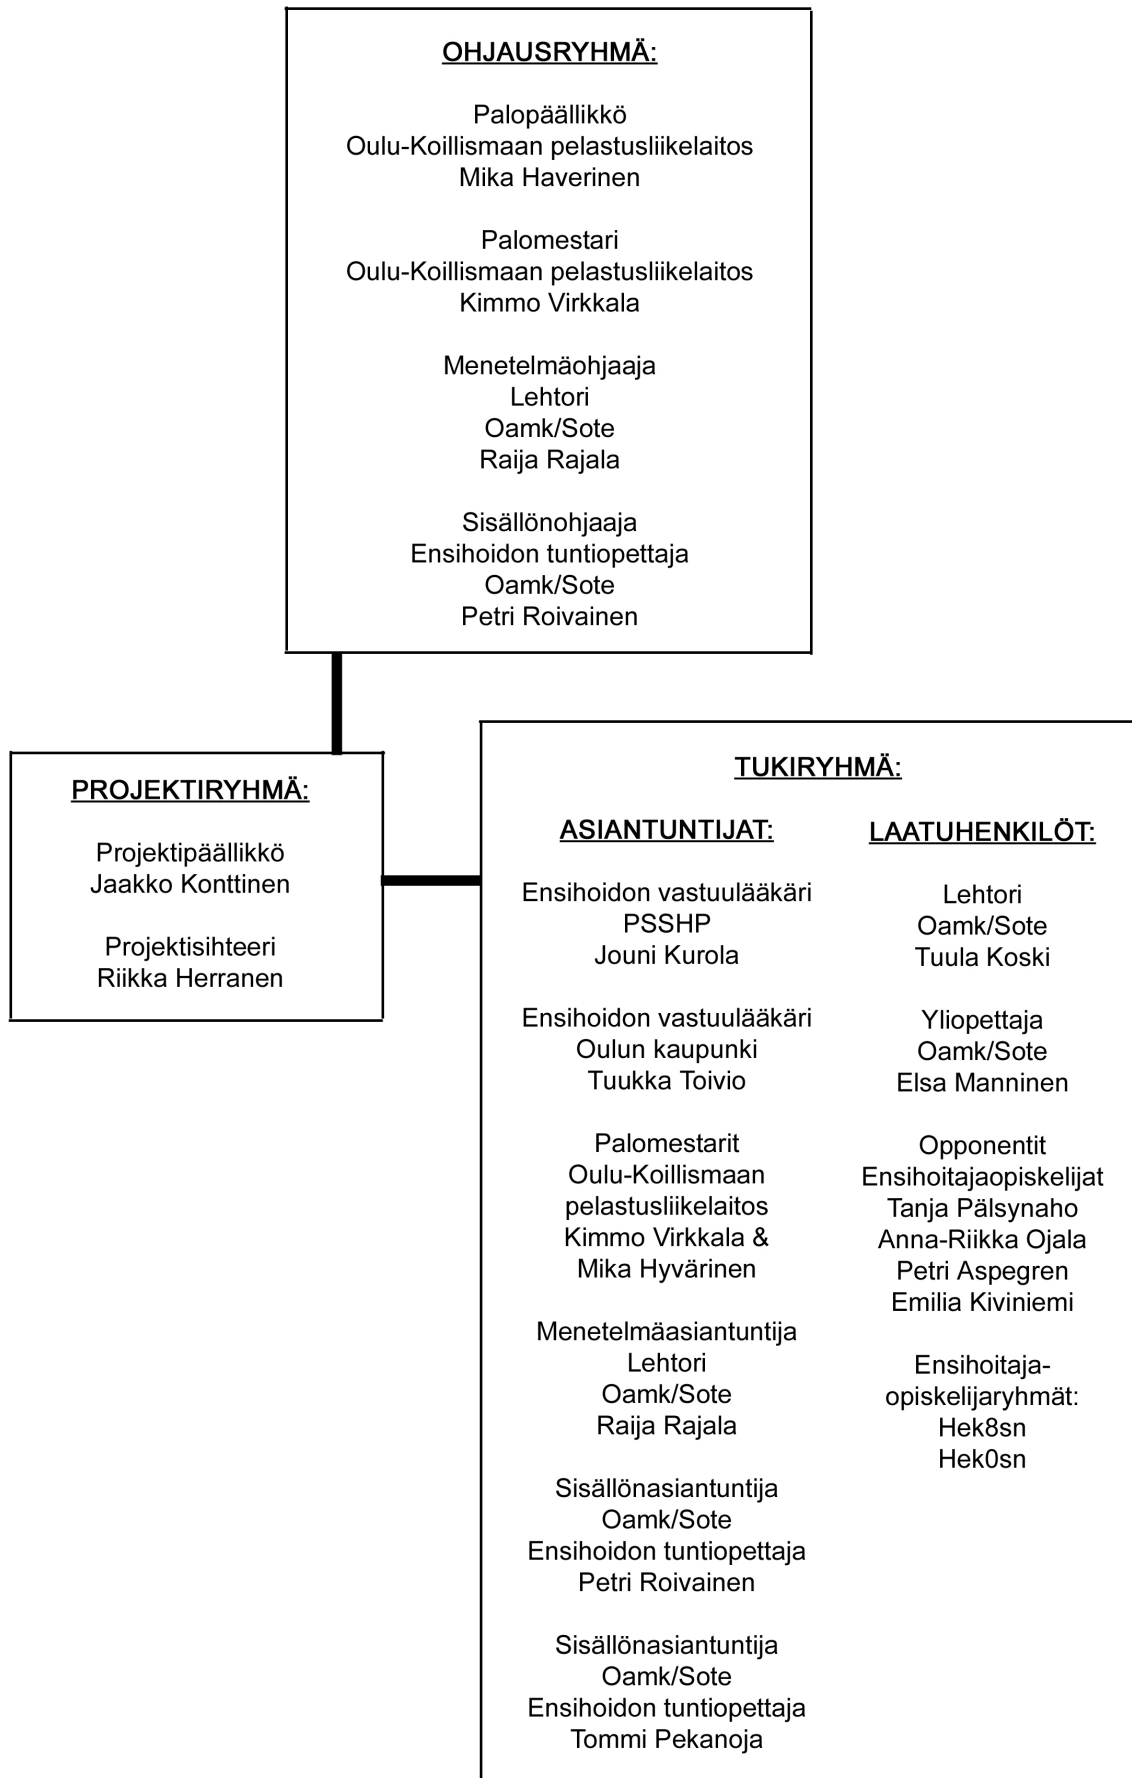 OHJAUSRYHMÄ:
Palopäällikkö
Oulu-Koillismaan pelastusliikelaitos
Mika Haverinen
Palomestari
Oulu-Koillismaan pelastusliikelaitos
Kimmo Virkkala
Menetelmäohjaaja
Lehtori
Oamk/Sote
Raija Rajala
Sisällönohjaaja
Ensihoidon tuntiopettaja
Oamk/Sote
Petri Roivainen
PROJEKTIRYHMÄ:
Projektipäällikkö
Jaakko Konttinen
Projektisihteeri
Riikka Herranen
TUKIRYHMÄ:
ASIANTUNTIJAT:
Ensihoidon vastuulääkäri
PSSHP
Jouni Kurola
Ensihoidon vastuulääkäri
Oulun kaupunki
Tuukka Toivio
Palomestarit
Oulu-Koillismaan
pelastusliikelaitos
Kimmo Virkkala &
Mika Hyvärinen
Menetelmäasiantuntija
Lehtori
Oamk/Sote
Raija Rajala
Sisällönasiantuntija
Oamk/Sote
Ensihoidon tuntiopettaja
Petri Roivainen
Sisällönasiantuntija
Oamk/Sote
Ensihoidon tuntiopettaja
Tommi Pekanoja
LAATUHENKILÖT:
Lehtori
Oamk/Sote
Tuula Koski
Yliopettaja
Oamk/Sote
Elsa Manninen
Opponentit
Ensihoitajaopiskelijat
Tanja Pälsynaho
Anna-Riikka Ojala
Petri Aspegren
Emilia Kiviniemi
Ensihoitaja-
opiskelijaryhmät:
Hek8sn
Hek0sn